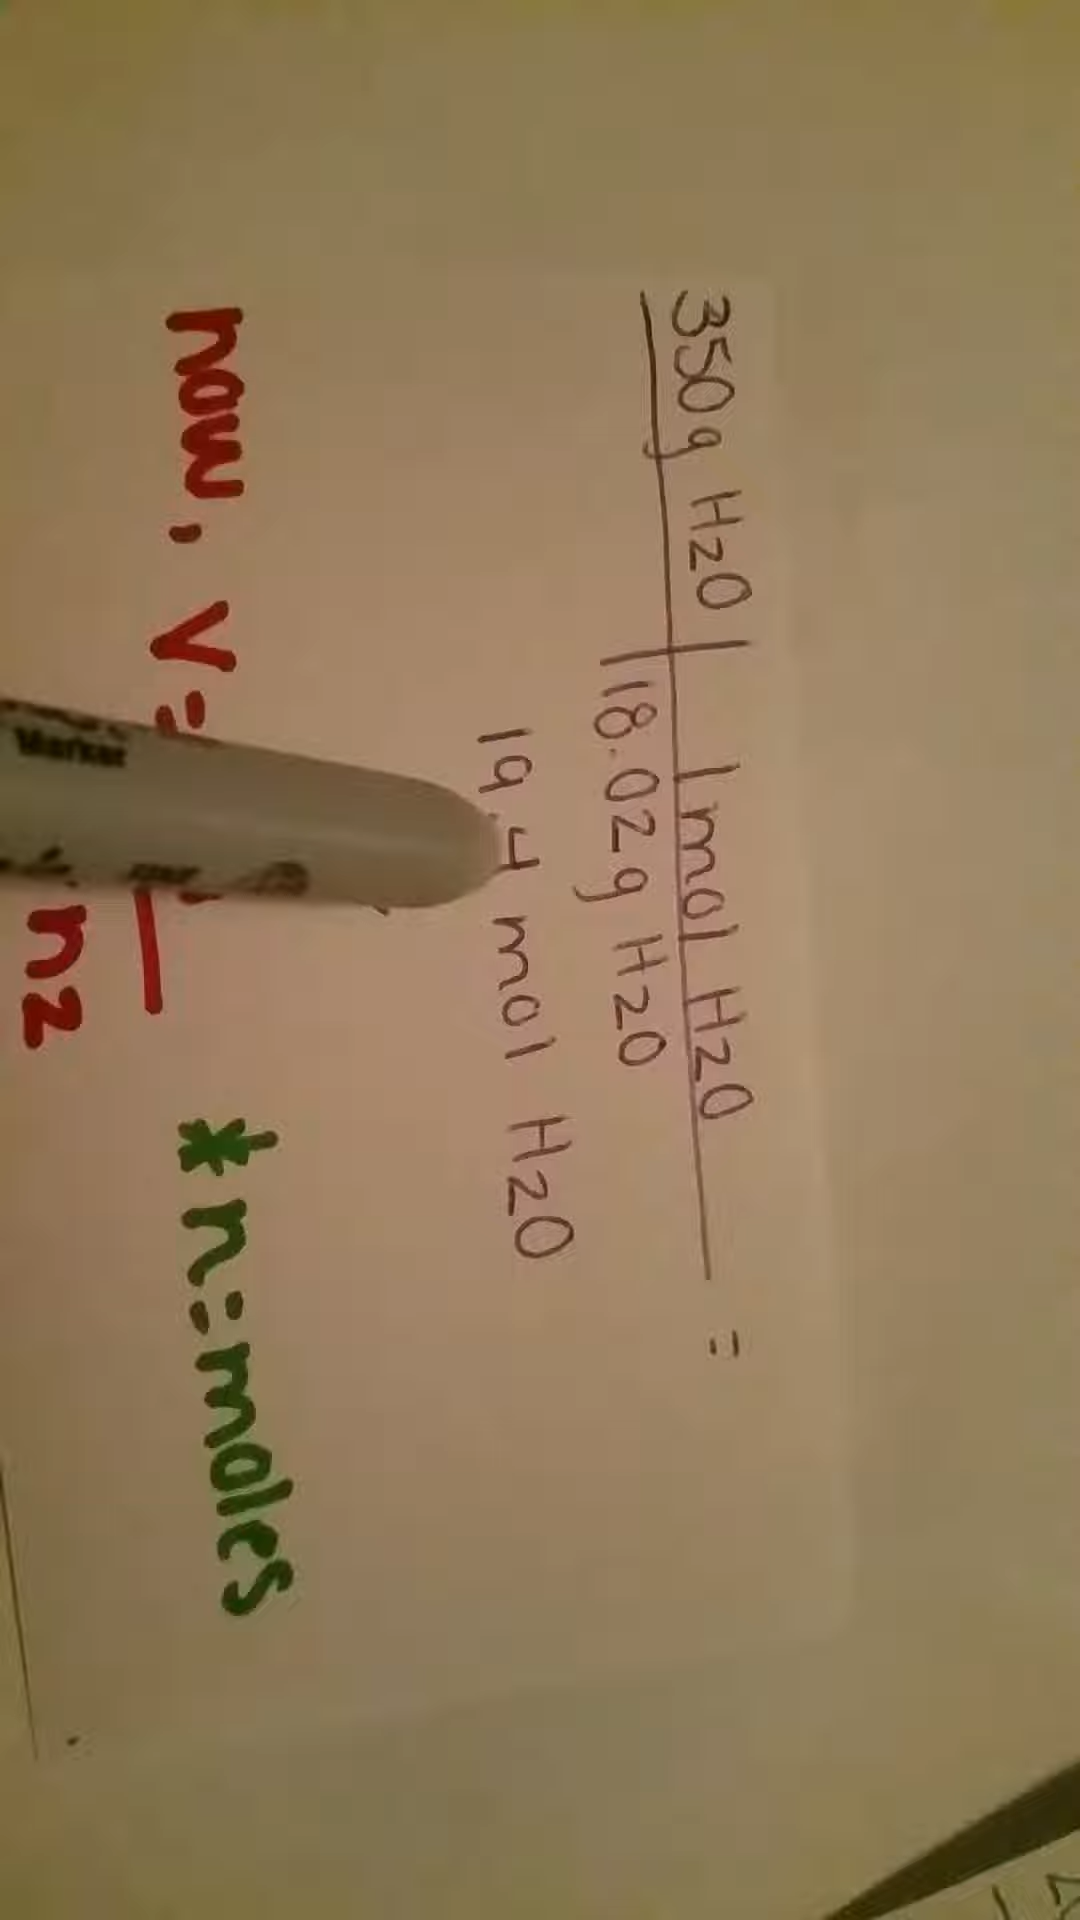 350g H2O | 1 mol H2O =
| 18.02g H2O
19.4 mol H2O
now, V=
n2
* n=moles
Marker